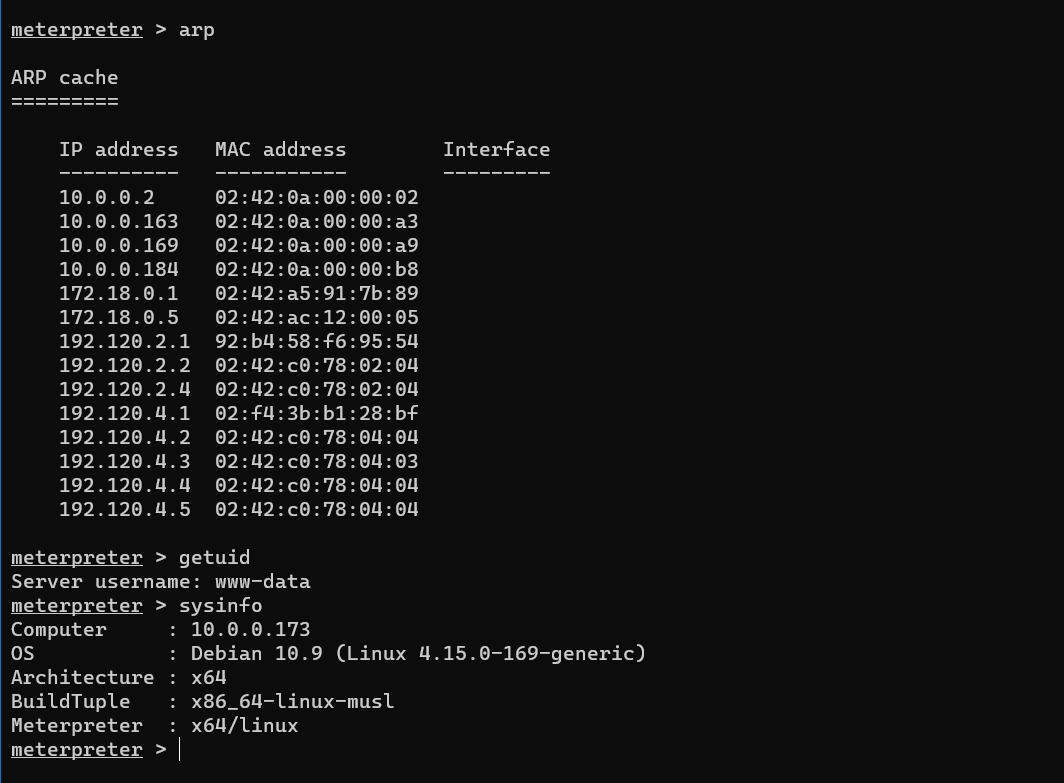 meterpreter > arp
ARP cache
=========
IP address   MAC address        Interface
----------   -----------        ---------
10.0.0.2     02:42:0a:00:00:02
10.0.0.163   02:42:0a:00:00:a3
10.0.0.169   02:42:0a:00:00:a9
10.0.0.184   02:42:0a:00:00:b8
172.18.0.1   02:42:a5:91:7b:89
172.18.0.5   02:42:ac:12:00:05
192.120.2.1  92:b4:58:f6:95:54
192.120.2.2  02:42:c0:78:02:04
192.120.2.4  02:42:c0:78:02:04
192.120.4.1  02:f4:3b:b1:28:bf
192.120.4.2  02:42:c0:78:04:04
192.120.4.3  02:42:c0:78:04:03
192.120.4.4  02:42:c0:78:04:04
192.120.4.5  02:42:c0:78:04:04
meterpreter > getuid
Server username: www-data
meterpreter > sysinfo
Computer     : 10.0.0.173
OS           : Debian 10.9 (Linux 4.15.0-169-generic)
Architecture : x64
BuildTuple   : x86_64-linux-musl
Meterpreter  : x64/linux
meterpreter >